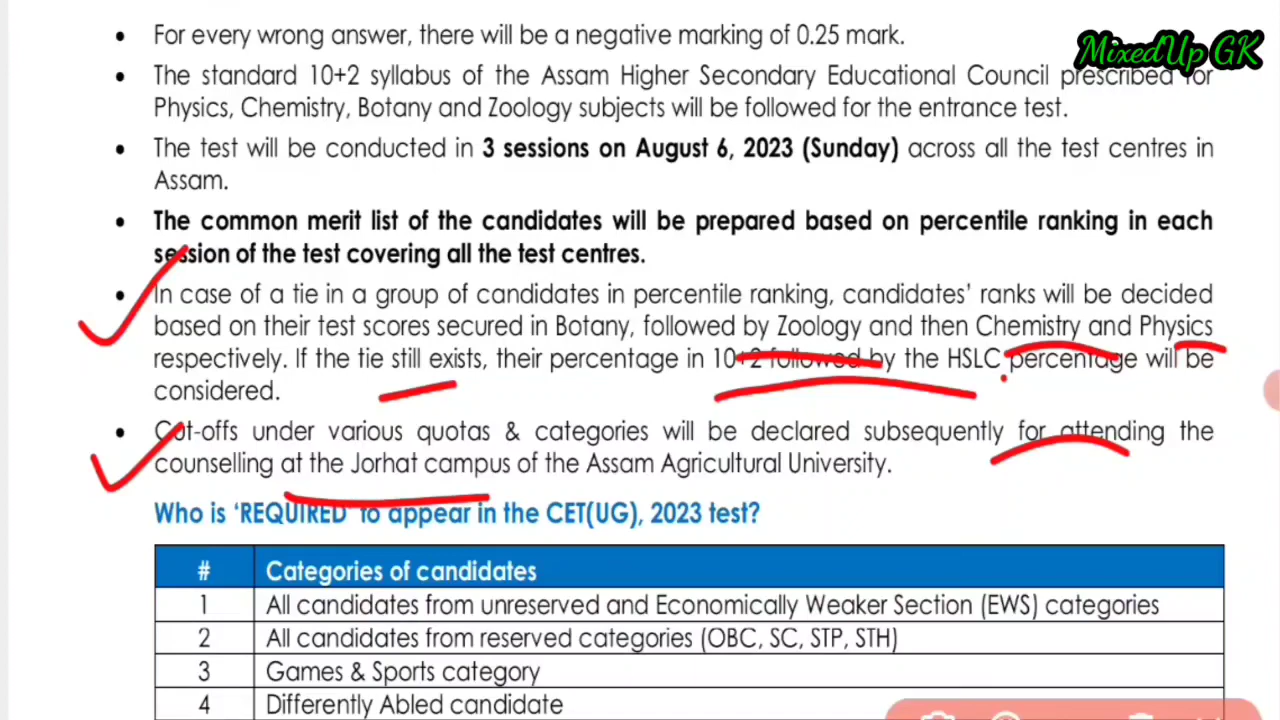 MixedUp GK
• For every wrong answer, there will be a negative marking of 0.25 mark.
• The standard 10+2 syllabus of the Assam Higher Secondary Educational Council prescribed for
Physics, Chemistry, Botany and Zoology subjects will be followed for the entrance test.
• The test will be conducted in 3 sessions on August 6, 2023 (Sunday) across all the test centres in
Assam.
• The common merit list of the candidates will be prepared based on percentile ranking in each
session of the test covering all the test centres.
• In case of a tie in a group of candidates in percentile ranking, candidates’ ranks will be decided
based on their test scores secured in Botany, followed by Zoology and then Chemistry and Physics
respectively. If the tie still exists, their percentage in 10+2 followed by the HSLC percentage will be
considered.
• Cut-offs under various quotas & categories will be declared subsequently for attending the
counselling at the Jorhat campus of the Assam Agricultural University.
Who is ‘REQUIRED’ to appear in the CET(UG), 2023 test?
# Categories of candidates
1 All candidates from unreserved and Economically Weaker Section (EWS) categories
2 All candidates from reserved categories (OBC, SC, STP, STH)
3 Games & Sports category
4 Differently Abled candidate